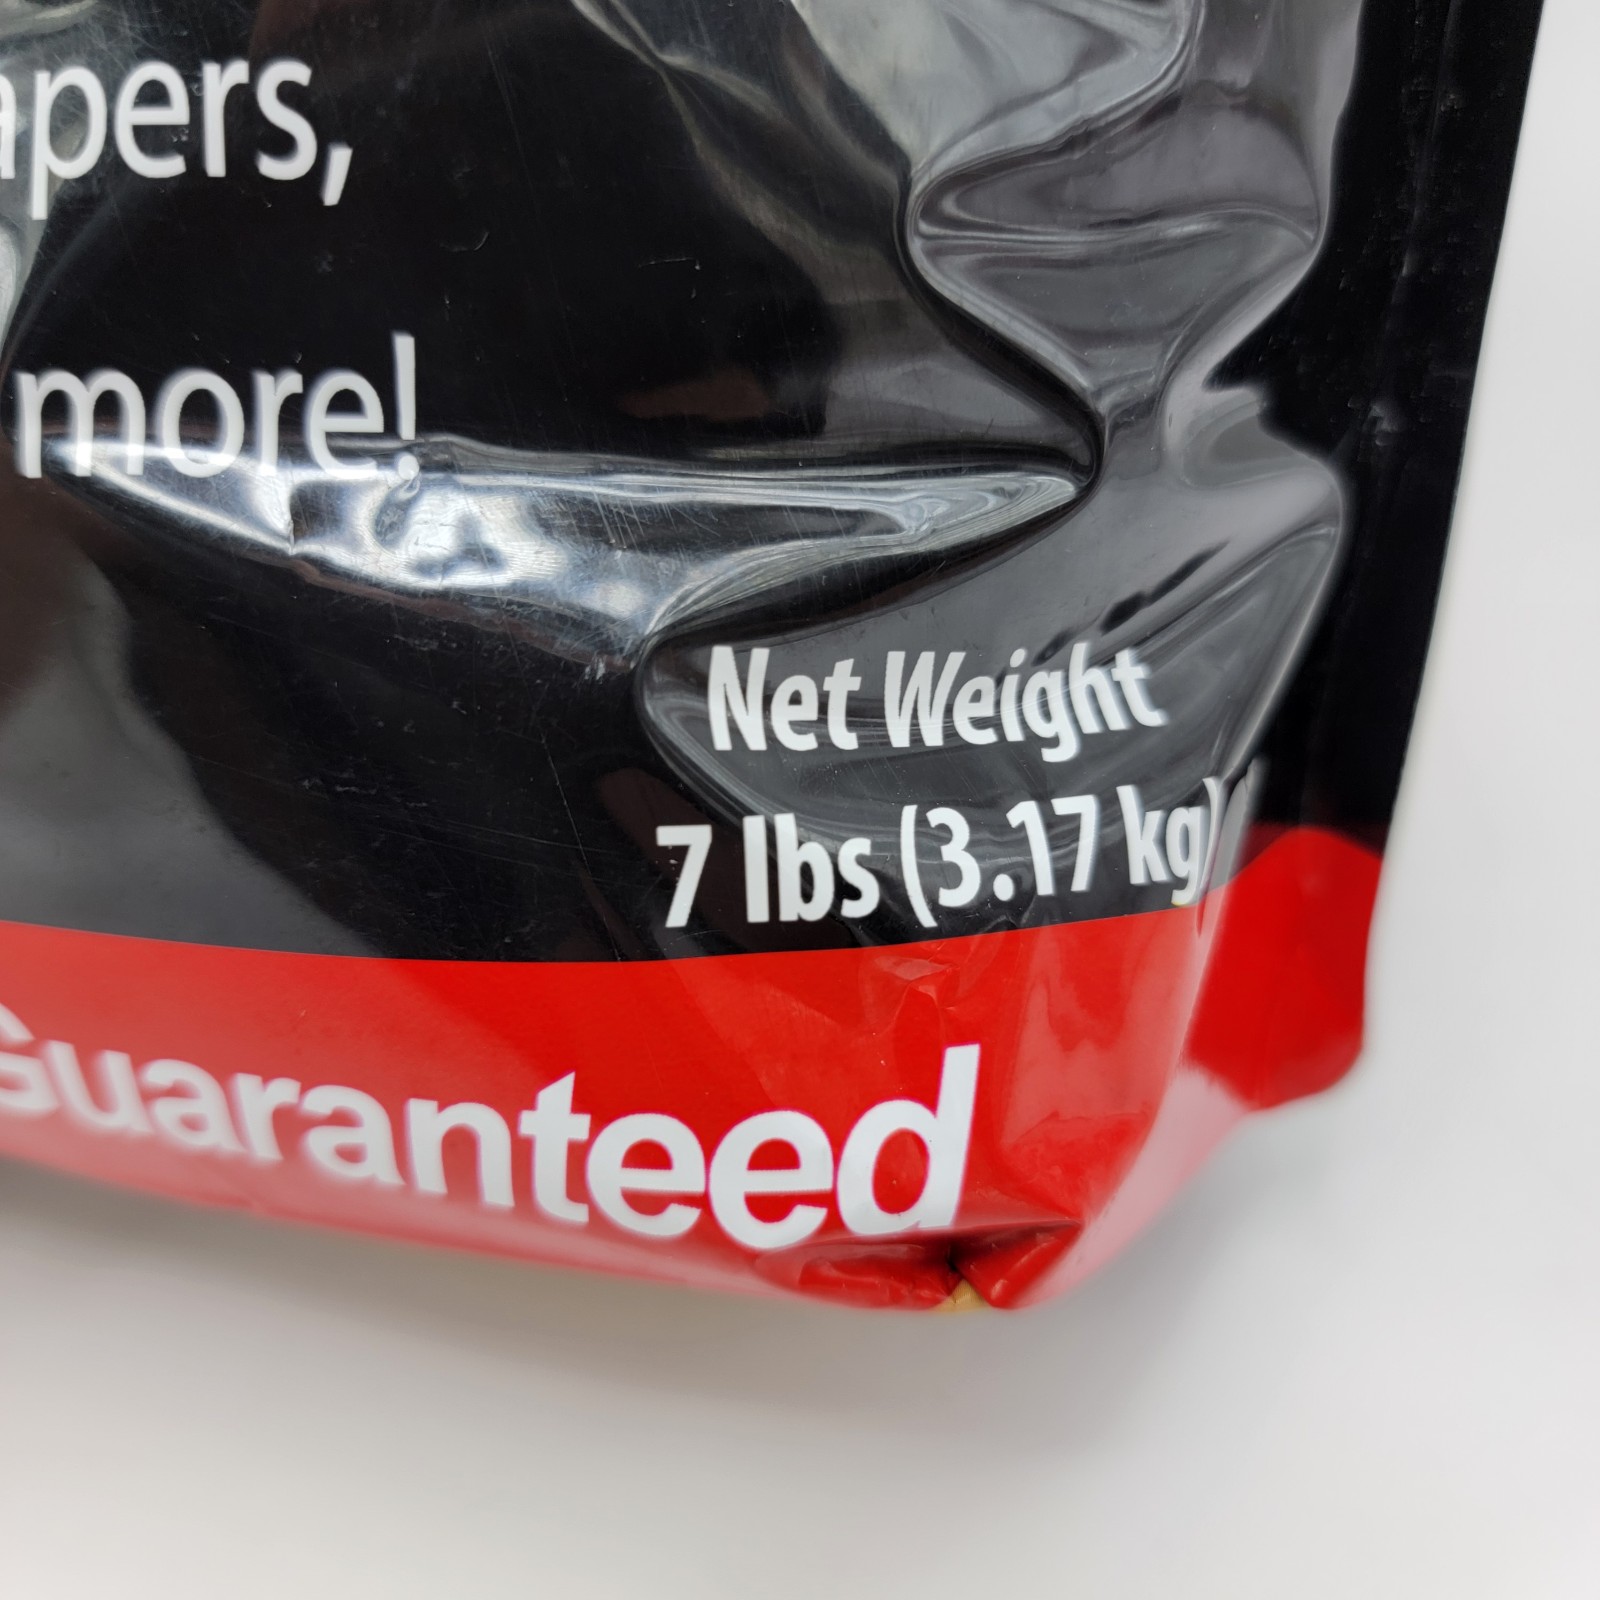 apers,
more!
Net Weight
7 lbs (3.17 kg)
Guaranteed